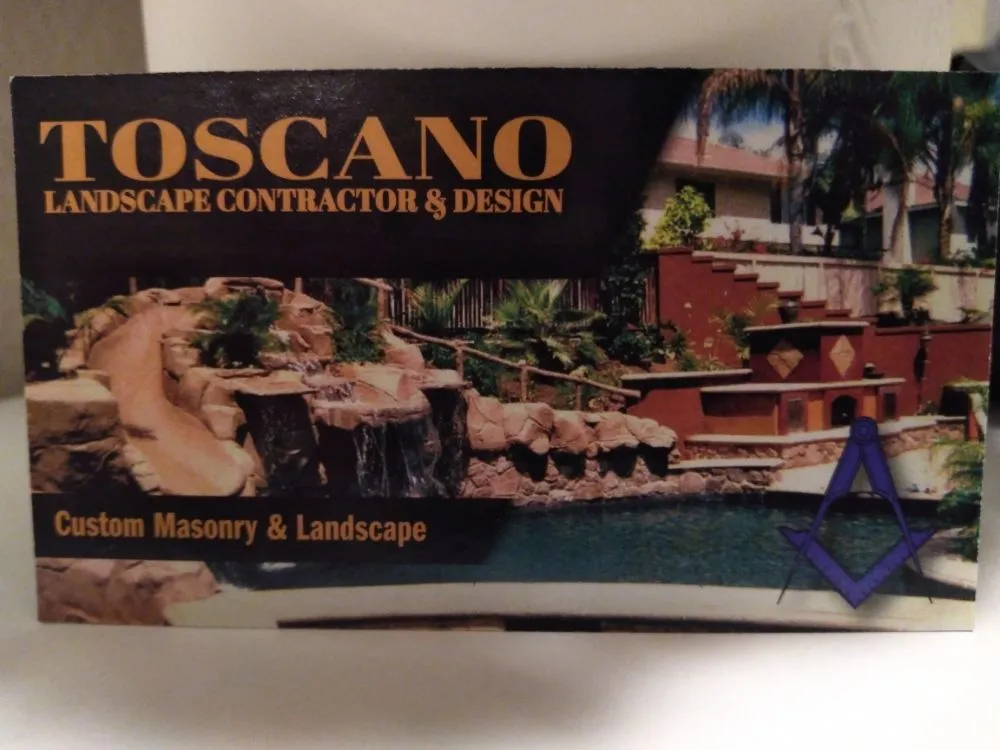 TOSCANO
LANDSCAPE CONTRACTOR & DESIGN
Custom Masonry & Landscape